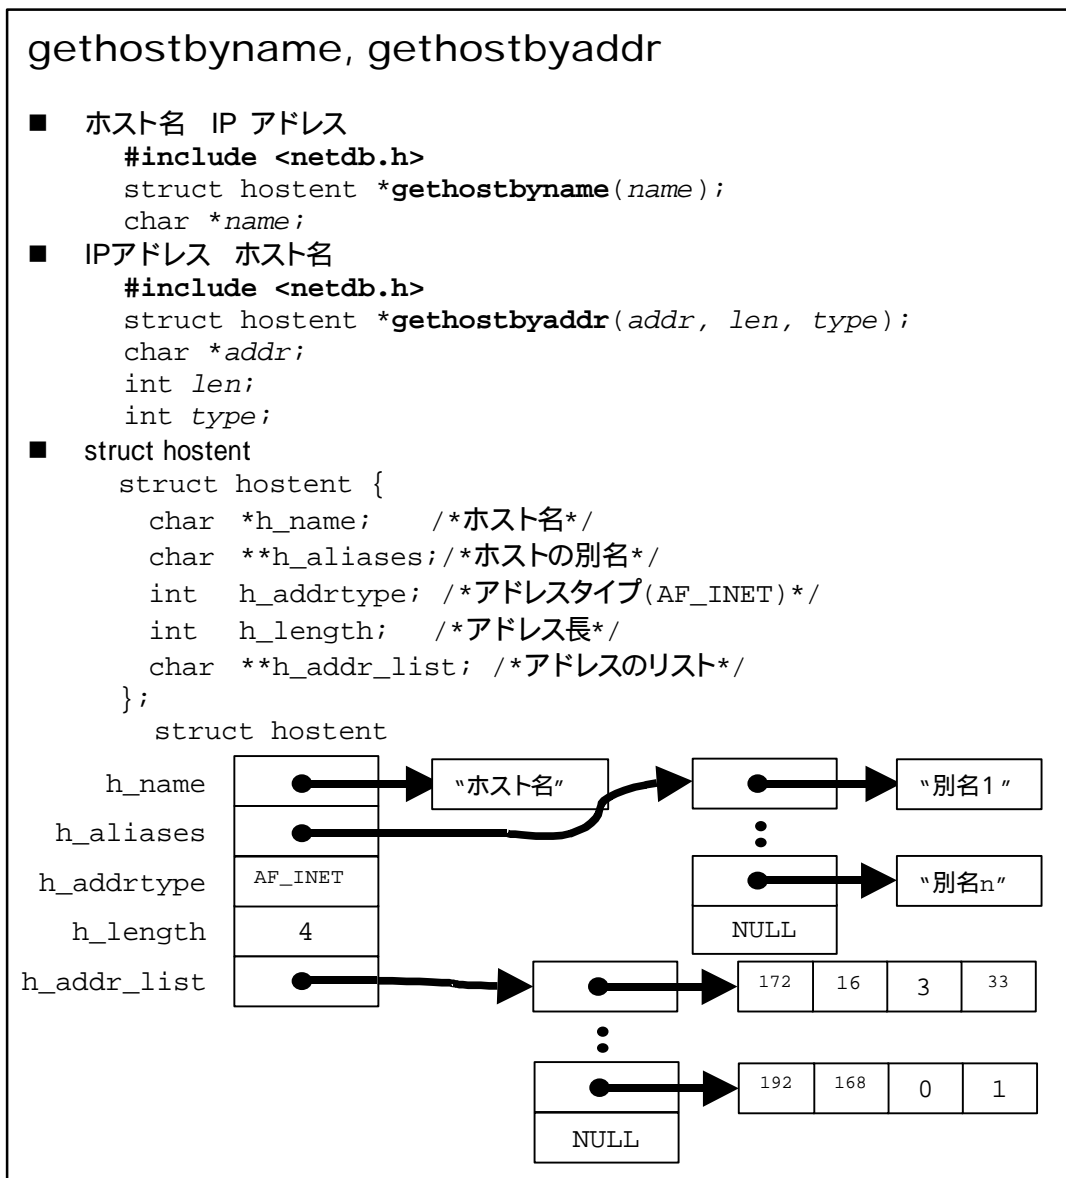 gethostbyname, gethostbyaddr
■ ホスト名 IP アドレス
#include <netdb.h>
struct hostent *gethostbyname(name);
char *name;
■ IPアドレス ホスト名
#include <netdb.h>
struct hostent *gethostbyaddr(addr, len, type);
char *addr;
int len;
int type;
■ struct hostent
struct hostent {
char *h_name; /*ホスト名*/
char **h_aliases;/*ホストの別名*/
int h_addrtype; /*アドレスタイプ(AF_INET)*/
int h_length; /*アドレス長*/
char **h_addr_list; /*アドレスのリスト*/
};
struct hostent
h_name "ホスト名" "別名1"
h_aliases
h_addrtype AF_INET "別名n"
h_length 4 NULL
h_addr_list 172 16 3 33
192 168 0 1
NULL